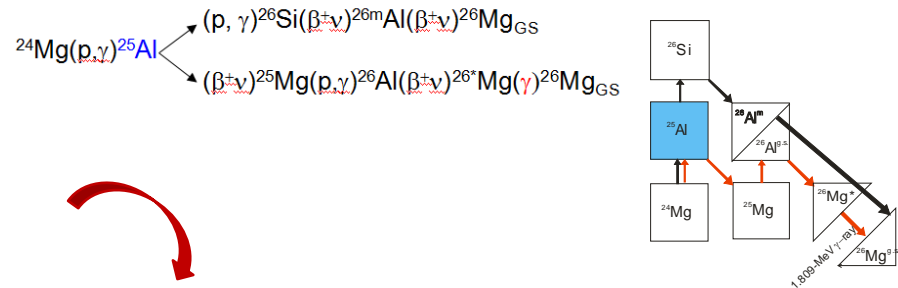 (p, γ)²⁶Si(β⁺ν)²⁶ᵐAl(β⁺ν)²⁶Mg_GS
²⁴Mg(p,γ)²⁵Al
(β⁺ν)²⁵Mg(p,γ)²⁶Al(β⁺ν)²⁶*Mg(γ)²⁶Mg_GS
²⁶Si
²⁵Al
²⁶Alᵐ
²⁶Al^g.s.
²⁴Mg
²⁵Mg
²⁶Mg*
1.809-MeV γ-ray
²⁶Mg^g.s